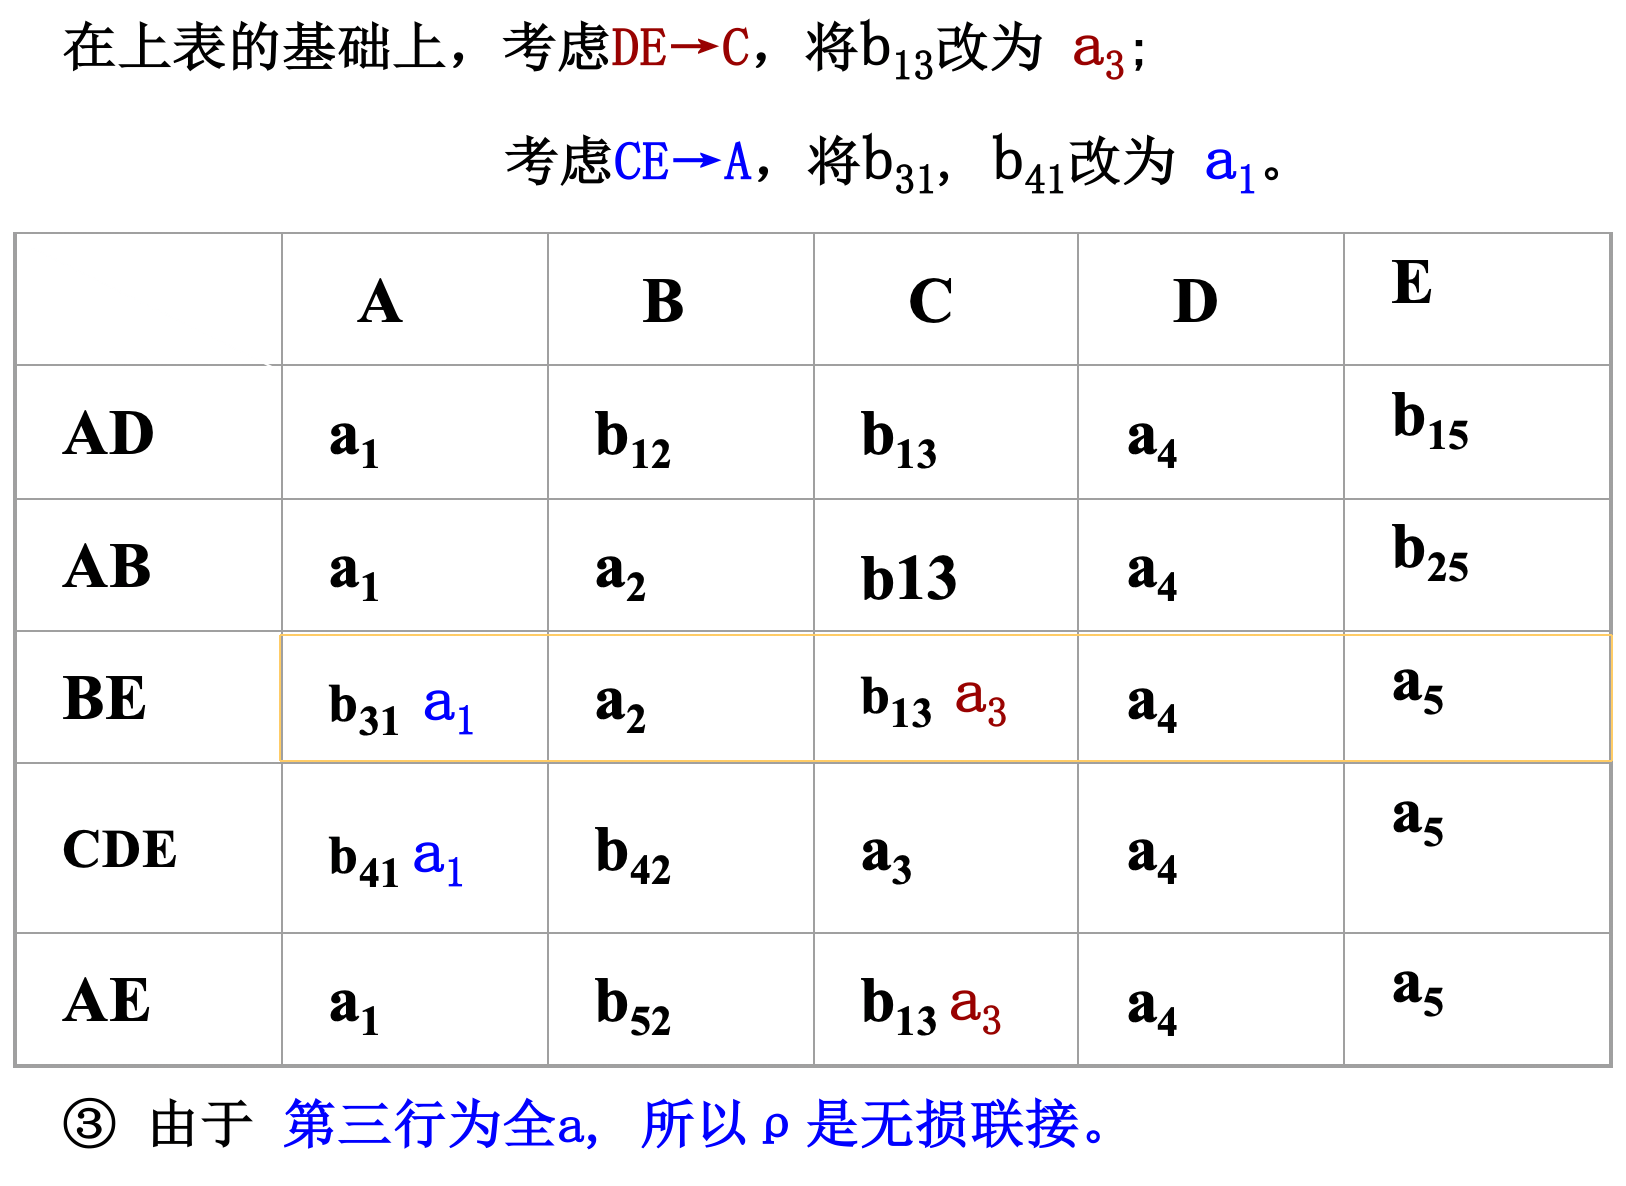 在上表的基础上，考虑DE→C，将b13改为 a3;
考虑CE→A，将b31, b41改为 a1。
A B C D E
AD a1 b12 b13 a4 b15
AB a1 a2 b13 a4 b25
BE b31 a1 a2 b13 a3 a4 a5
CDE b41 a1 b42 a3 a4 a5
AE a1 b52 b13 a3 a4 a5
③ 由于 第三行为全a, 所以ρ是无损联接。